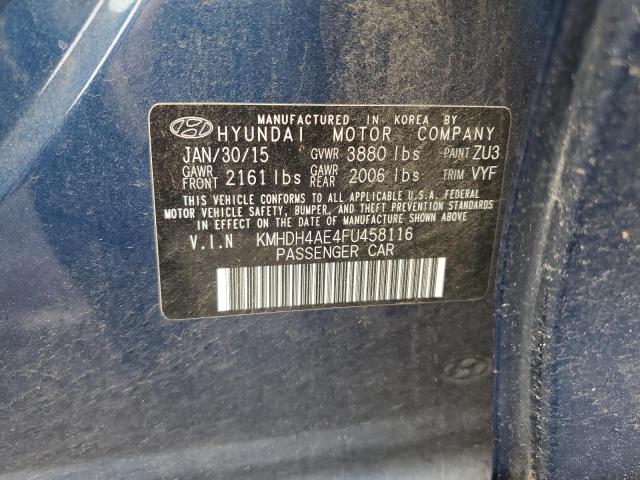 MANUFACTURED IN KOREA BY
HYUNDAI MOTOR COMPANY
JAN/30/15 GVWR 3880 lbs PAINT ZU3
GAWR FRONT 2161 lbs GAWR REAR 2006 lbs TRIM VYF
THIS VEHICLE CONFORMS TO ALL APPLICABLE U.S.A. FEDERAL
MOTOR VEHICLE SAFETY, BUMPER, AND THEFT PREVENTION STANDARDS
IN EFFECT ON THE DATE OF MANUFACTURE SHOWN ABOVE.
V.I.N KMHDH4AE4FU458116
PASSENGER CAR